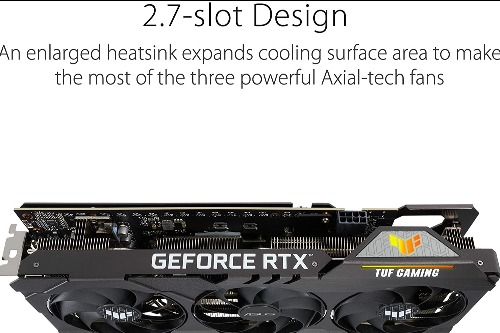 2.7-slot Design
An enlarged heatsink expands cooling surface area to make
the most of the three powerful Axial-tech fans
GEFORCE RTX
TUF GAMING
ASUS